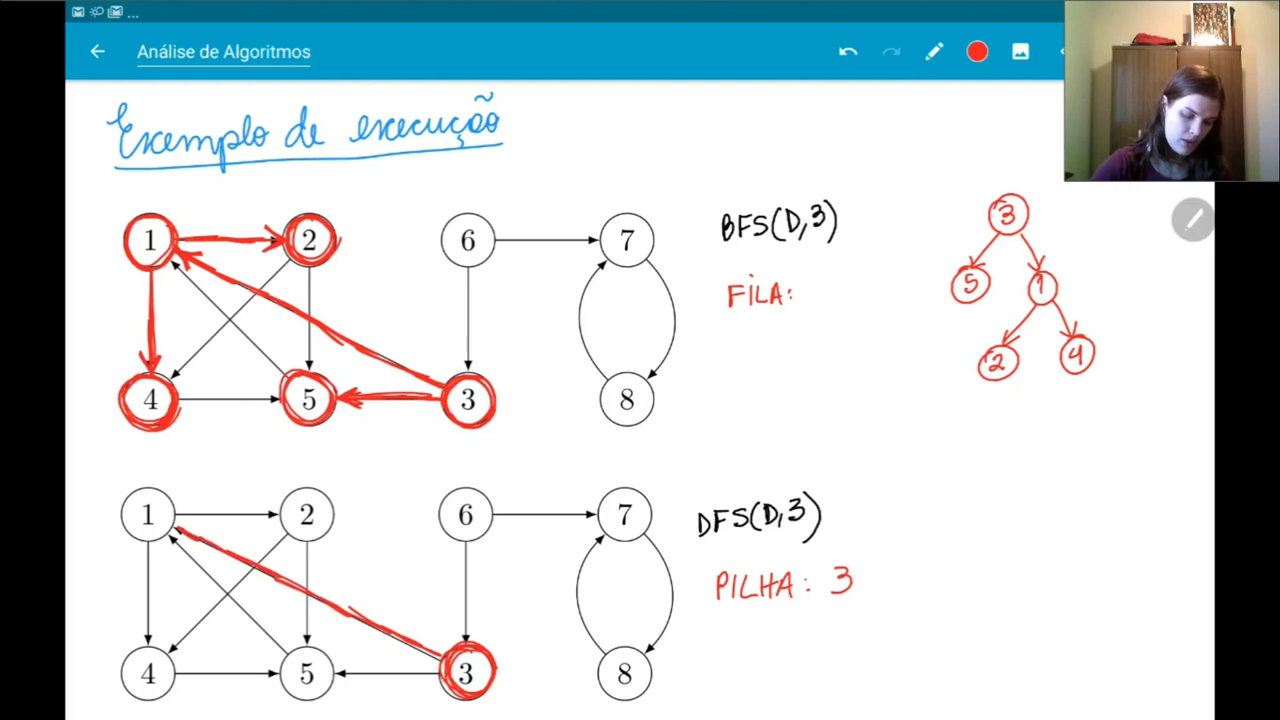 ...
Análise de Algoritmos
Exemplo de execução
1 2 6 7
4 5 3 8
BFS(D,3)
FILA:
3
5 1
2 4
1 2 6 7
4 5 3 8
DFS(D,3)
PILHA: 3